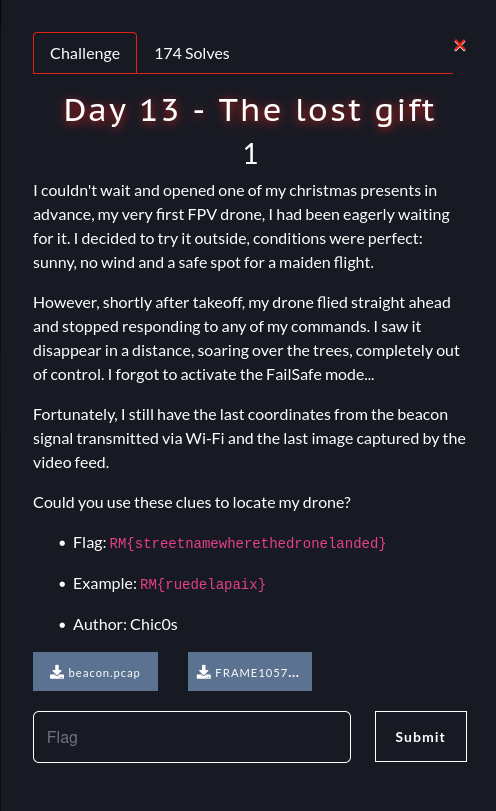 Challenge
174 Solves
Day 13 - The lost gift
1
I couldn't wait and opened one of my christmas presents in
advance, my very first FPV drone, I had been eagerly waiting
for it. I decided to try it outside, conditions were perfect:
sunny, no wind and a safe spot for a maiden flight.
However, shortly after takeoff, my drone flied straight ahead
and stopped responding to any of my commands. I saw it
disappear in a distance, soaring over the trees, completely out
of control. I forgot to activate the FailSafe mode...
Fortunately, I still have the last coordinates from the beacon
signal transmitted via Wi-Fi and the last image captured by the
video feed.
Could you use these clues to locate my drone?
• Flag: RM{streetnamewherethedronelanded}
• Example: RM{ruedelapaix}
• Author: Chic0s
beacon.pcap
FRAME1057...
Flag
Submit